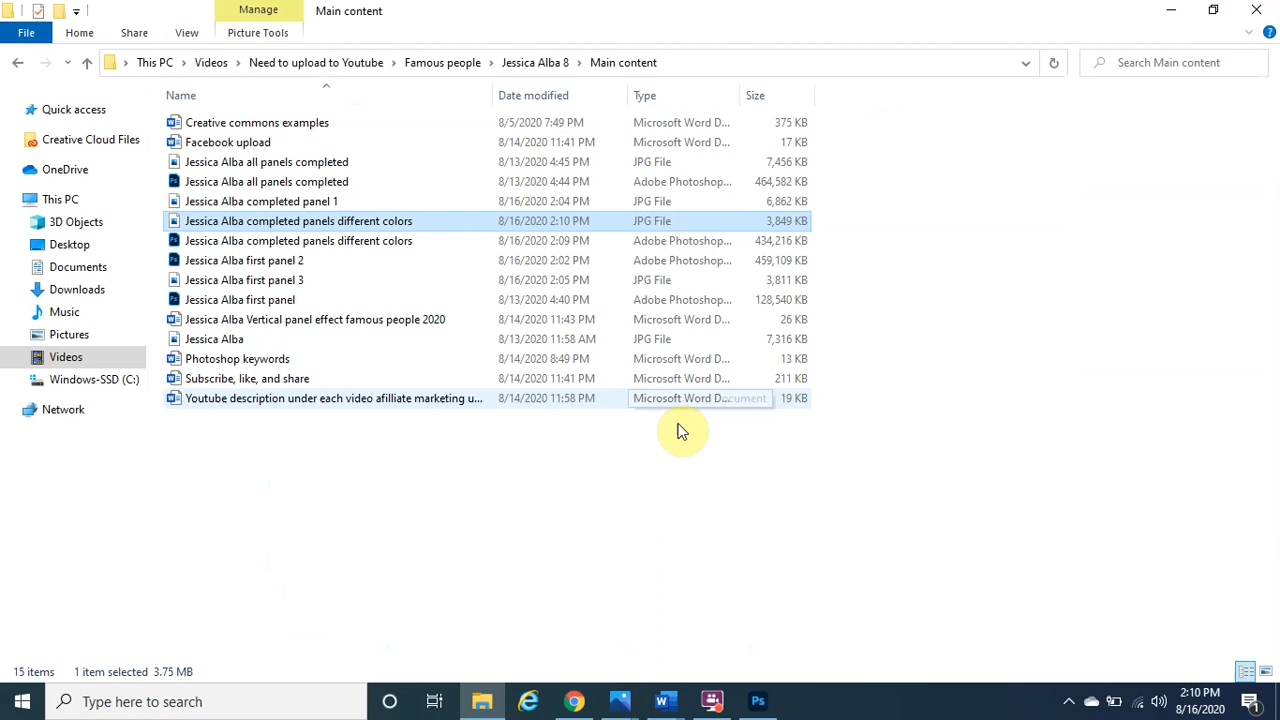 Manage
Main content
File
Home
Share
View
Picture Tools
This PC
Videos
Need to upload to Youtube
Famous people
Jessica Alba 8
Main content
Search Main content
Name
Date modified
Type
Size
Quick access
Creative Cloud Files
OneDrive
This PC
3D Objects
Desktop
Documents
Downloads
Music
Pictures
Videos
Windows-SSD (C:)
Network
Creative commons examples 8/5/2020 7:49 PM Microsoft Word D... 375 KB
Facebook upload 8/14/2020 11:41 PM Microsoft Word D... 17 KB
Jessica Alba all panels completed 8/13/2020 4:45 PM JPG File 7,456 KB
Jessica Alba all panels completed 8/13/2020 4:44 PM Adobe Photoshop... 464,582 KB
Jessica Alba completed panel 1 8/16/2020 2:04 PM JPG File 6,862 KB
Jessica Alba completed panels different colors 8/16/2020 2:10 PM JPG File 3,849 KB
Jessica Alba completed panels different colors 8/16/2020 2:09 PM Adobe Photoshop... 434,216 KB
Jessica Alba first panel 2 8/16/2020 2:02 PM Adobe Photoshop... 459,109 KB
Jessica Alba first panel 3 8/16/2020 2:05 PM JPG File 3,811 KB
Jessica Alba first panel 8/13/2020 4:40 PM Adobe Photoshop... 128,540 KB
Jessica Alba Vertical panel effect famous people 2020 8/14/2020 11:43 PM Microsoft Word D... 26 KB
Jessica Alba 8/13/2020 11:58 AM JPG File 7,316 KB
Photoshop keywords 8/14/2020 8:49 PM Microsoft Word D... 13 KB
Subscribe, like, and share 8/14/2020 11:41 PM Microsoft Word D... 211 KB
Youtube description under each video afilliate marketing u... 8/14/2020 11:58 PM Microsoft Word Document 19 KB
15 items 1 item selected 3.75 MB
Type here to search
W
Ps
2:10 PM
8/16/2020
1